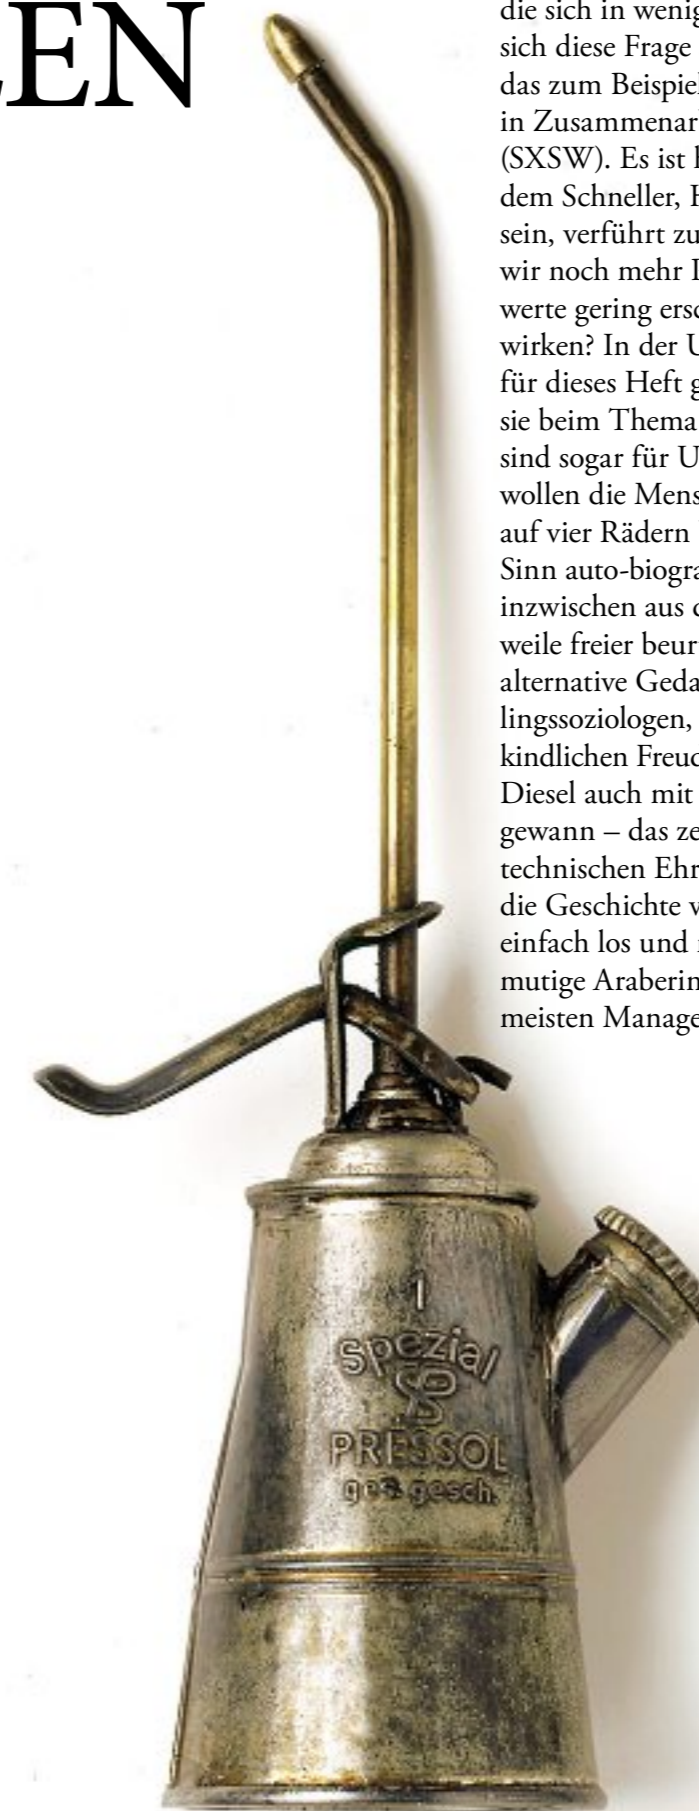 EN
die sich in wenig
sich diese Frage
das zum Beispiel
in Zusammenar
(SXSW). Es ist
dem Schneller, H
sein, verführt zu
wir noch mehr
werte gering ersc
wirken? In der U
für dieses Heft g
sie beim Thema
sind sogar für U
wollen die Mens
auf vier Rädern
Sinn auto-biogra
inzwischen aus d
weile freier beur
alternative Geda
lingssoziologen,
kindlichen Freud
Diesel auch mit
gewann – das ze
technischen Ehr
die Geschichte v
einfach los und
mutige Araberin
meisten Manage
1
Spezial
PRESSOL
ges. gesch.